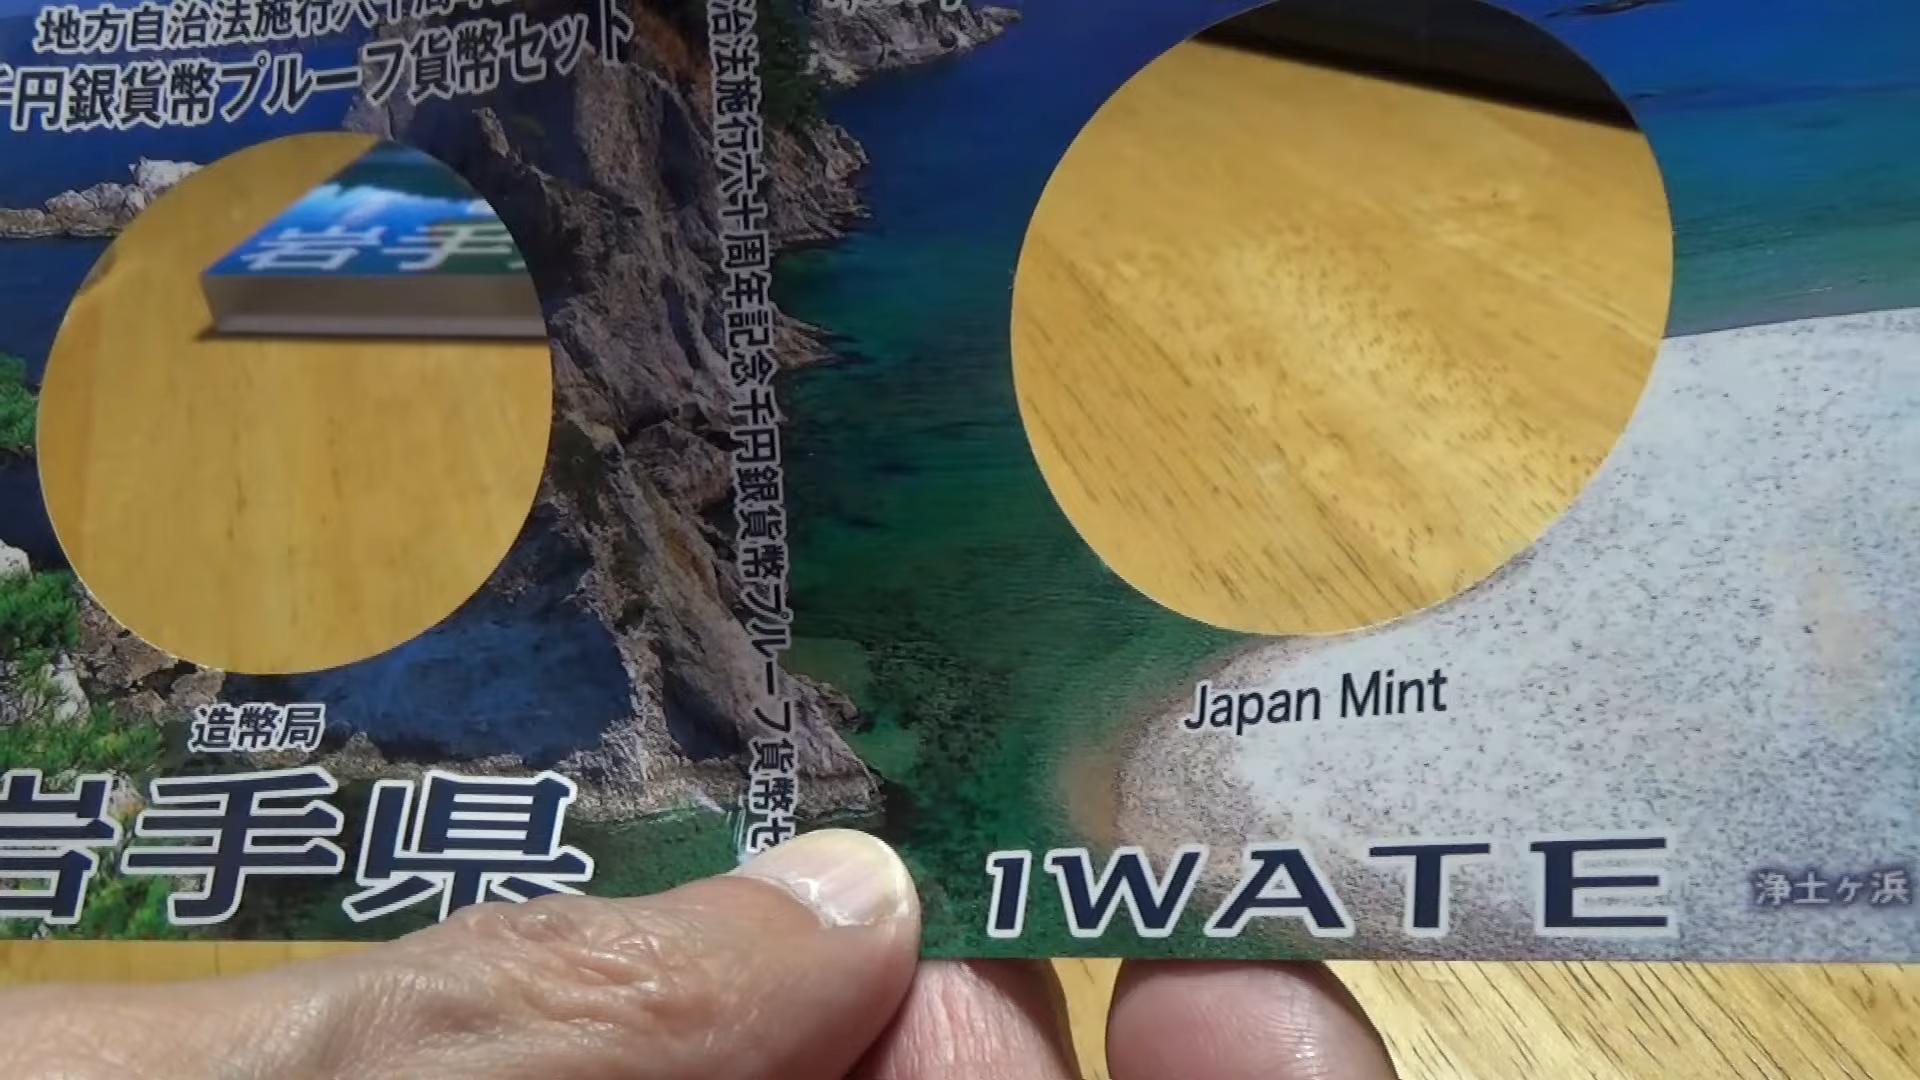 地方自治法施行六十周年
千円銀貨幣プルーフ貨幣セット
岩手
造幣局
岩手県
治法施行六十周年記念千円銀貨幣プルーフ貨幣セ
Japan Mint
IWATE
浄土ヶ浜